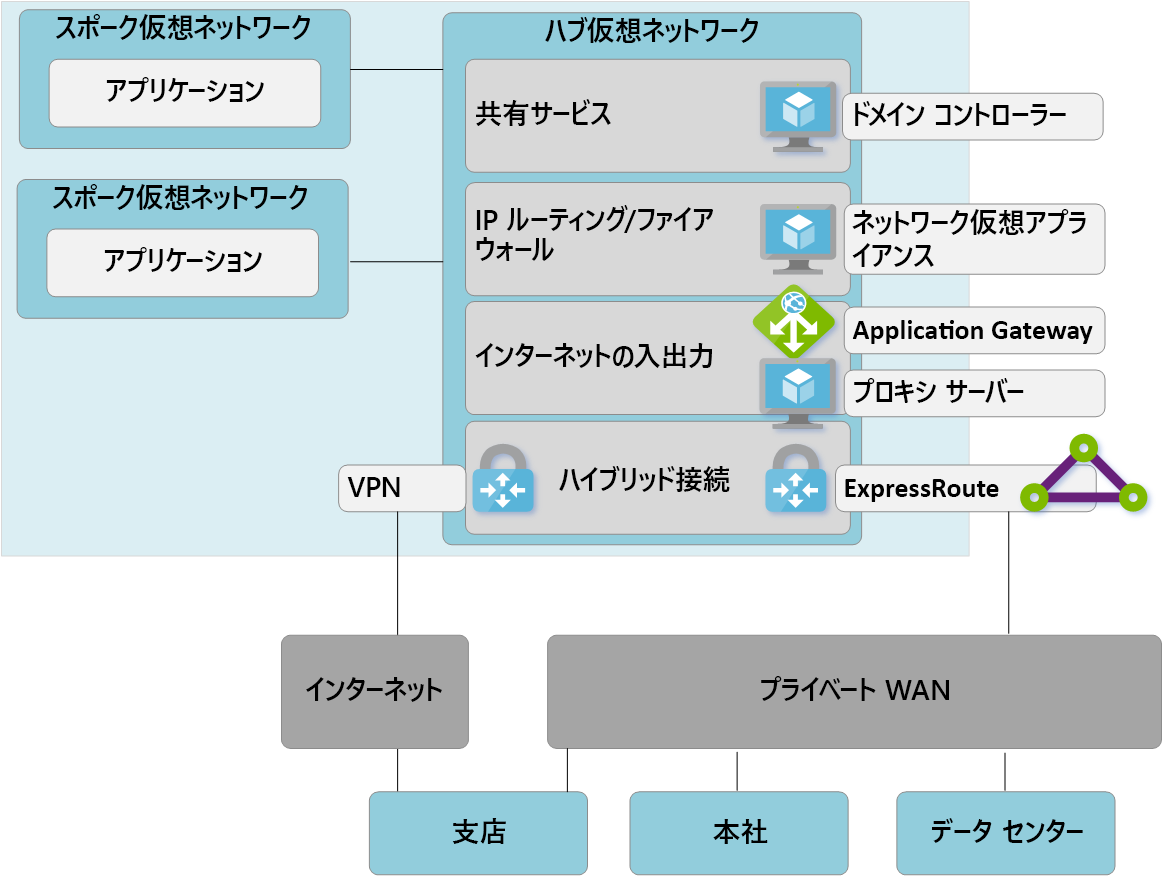 スポーク仮想ネットワーク
アプリケーション
スポーク仮想ネットワーク
アプリケーション
ハブ仮想ネットワーク
共有サービス
ドメイン コントローラー
IP ルーティング/ファイア
ウォール
ネットワーク仮想アプラ
イアンス
インターネットの入出力
Application Gateway
プロキシ サーバー
VPN
ハイブリッド接続
ExpressRoute
インターネット
プライベート WAN
支店
本社
データ センター